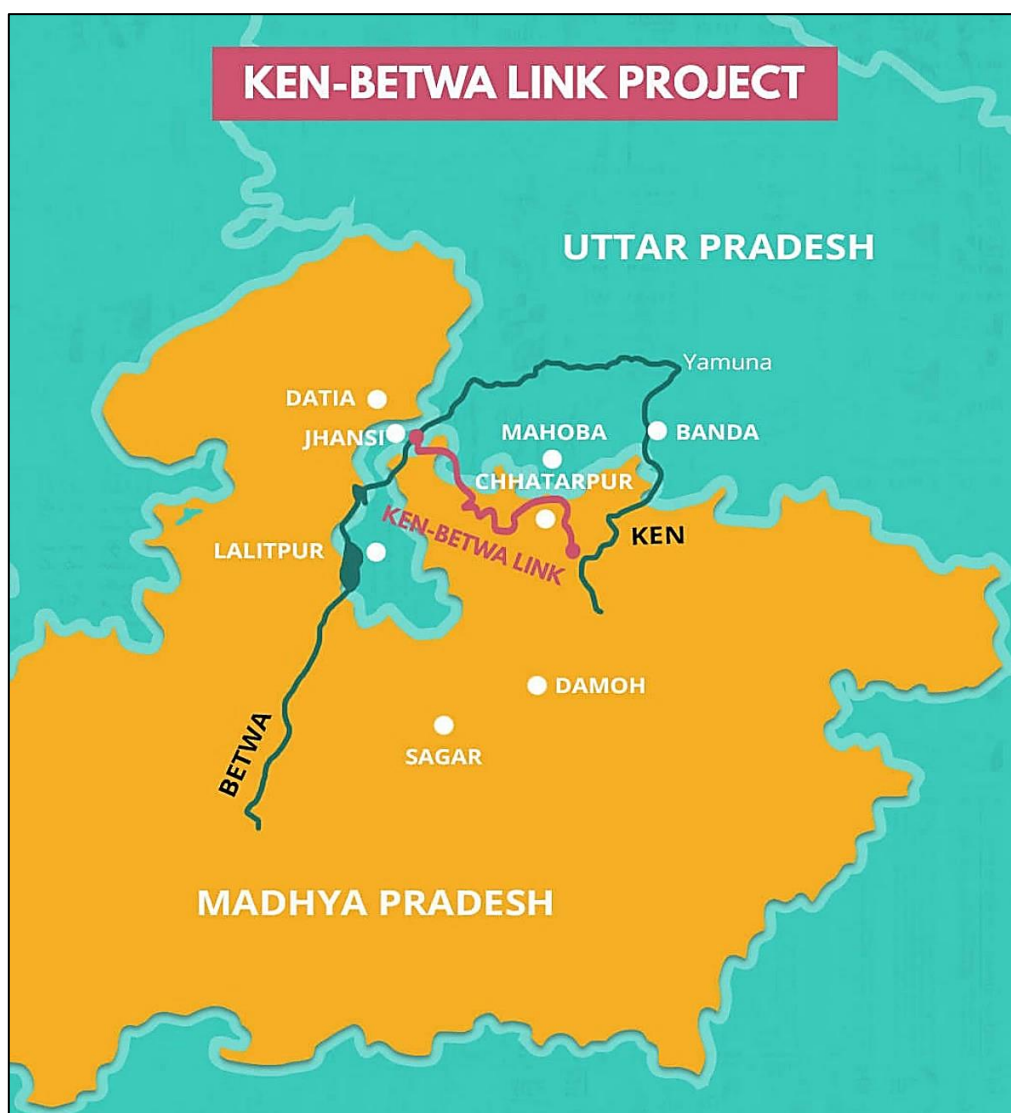 KEN-BETWA LINK PROJECT
UTTAR PRADESH
Yamuna
DATIA
JHANSI
MAHOBA
BANDA
CHHATARPUR
KEN-BETWA LINK
KEN
LALITPUR
DAMOH
SAGAR
BETWA
MADHYA PRADESH